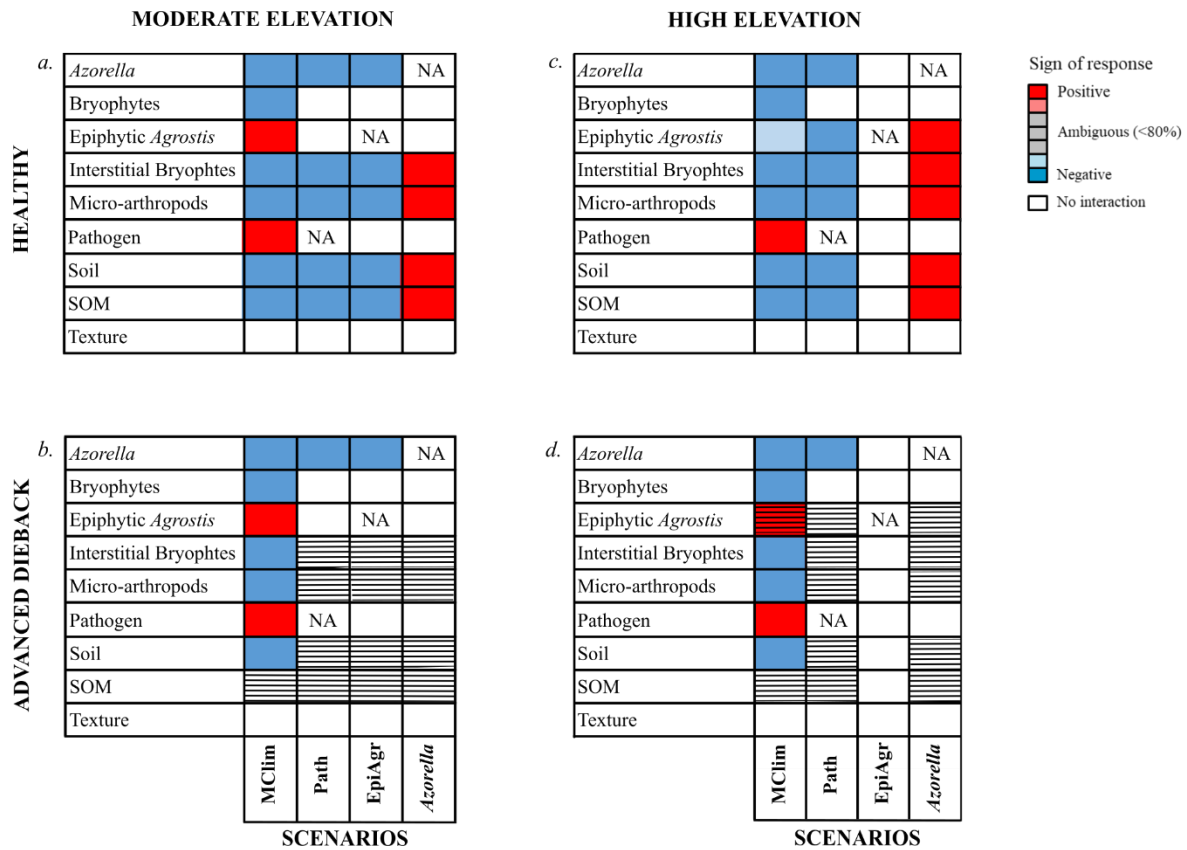 MODERATE ELEVATION
HIGH ELEVATION
HEALTHY
ADVANCED DIEBACK
a.
Azorella NA
Bryophytes
Epiphytic Agrostis NA
Interstitial Bryophtes
Micro-arthropods
Pathogen NA
Soil
SOM
Texture
c.
Azorella NA
Bryophytes
Epiphytic Agrostis NA
Interstitial Bryophtes
Micro-arthropods
Pathogen NA
Soil
SOM
Texture
Sign of response
Positive
Ambiguous (<80%)
Negative
No interaction
b.
Azorella NA
Bryophytes
Epiphytic Agrostis NA
Interstitial Bryophtes
Micro-arthropods
Pathogen NA
Soil
SOM
Texture
MClim Path EpiAgr Azorella
SCENARIOS
d.
Azorella NA
Bryophytes
Epiphytic Agrostis NA
Interstitial Bryophtes
Micro-arthropods
Pathogen NA
Soil
SOM
Texture
MClim Path EpiAgr Azorella
SCENARIOS